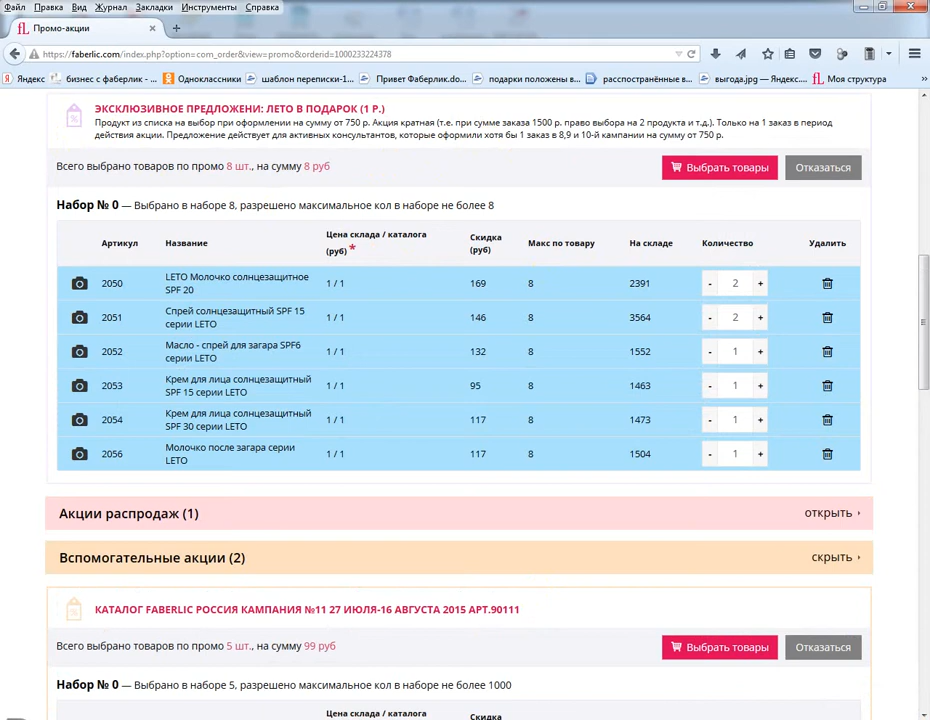 Файл Правка Вид Журнал Закладки Инструменты Справка
fL Промо-акции
https://faberlic.com/index.php?option=com_order&view=promo&orderid=1000233224378
Яндекс бизнес с фаберлик - ... Одноклассники шаблон переписки-1... Привет Фаберлик.do... подарки положены в... распостранённые в... выгода.jpg — Яндекс.... fL Моя структура »
ЭКСКЛЮЗИВНОЕ ПРЕДЛОЖЕНИ: ЛЕТО В ПОДАРОК (1 Р.)
Продукт из списка на выбор при оформлении на сумму от 750 р. Акция кратная (т.е. при сумме заказа 1500 р. право выбора на 2 продукта и т.д.). Только на 1 заказ в период
действия акции. Предложение действует для активных консультантов, которые оформили хотя бы 1 заказ в 8,9 и 10-й кампании на сумму от 750 р.
Всего выбрано товаров по промо 8 шт., на сумму 8 руб Выбрать товары Отказаться
Набор № 0 — Выбрано в наборе 8, разрешено максимальное кол в наборе не более 8
Артикул Название Цена склада / каталога (руб) * Скидка (руб) Макс по товару На складе Количество Удалить
2050 LETO Молочко солнцезащитное SPF 20 1 / 1 169 8 2391 - 2 +
2051 Спрей солнцезащитный SPF 15 серии LETO 1 / 1 146 8 3564 - 2 +
2052 Масло - спрей для загара SPF6 серии LETO 1 / 1 132 8 1552 - 1 +
2053 Крем для лица солнцезащитный SPF 15 серии LETO 1 / 1 95 8 1463 - 1 +
2054 Крем для лица солнцезащитный SPF 30 серии LETO 1 / 1 117 8 1473 - 1 +
2056 Молочко после загара серии LETO 1 / 1 117 8 1504 - 1 +
Акции распродаж (1) открыть
Вспомогательные акции (2) скрыть
КАТАЛОГ FABERLIC РОССИЯ КАМПАНИЯ №11 27 ИЮЛЯ-16 АВГУСТА 2015 АРТ.90111
Всего выбрано товаров по промо 5 шт., на сумму 99 руб Выбрать товары Отказаться
Набор № 0 — Выбрано в наборе 5, разрешено максимальное кол в наборе не более 1000
Цена склада / каталога Скидка